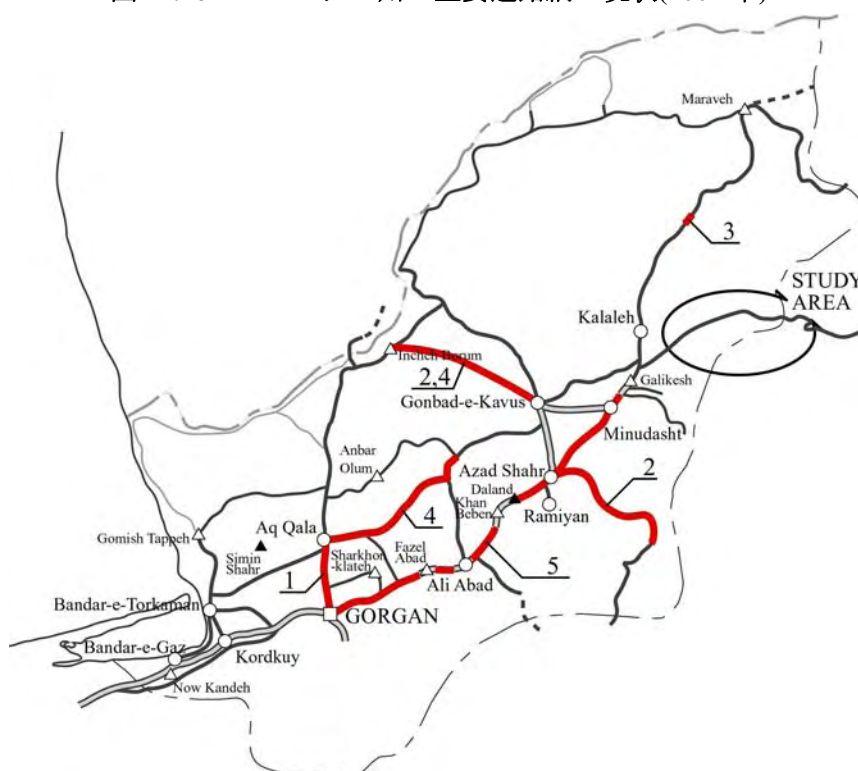 Maraveh
3
STUDY
AREA
Kalaleh
Incheh Borum
2,4
Galikesh
Gonbad-e-Kavus
Minudasht
Anbar
Olum
Azad Shahr
2
Daland
Khan
Beben
Ramiyan
4
Gomish Tappeh
Aq Qala
Simin
Shahr
Sharkhor
-klateh
Fazel
Abad
5
1
Ali Abad
Bandar-e-Torkaman
GORGAN
Bandar-e-Gaz
Kordkuy
Now Kandeh